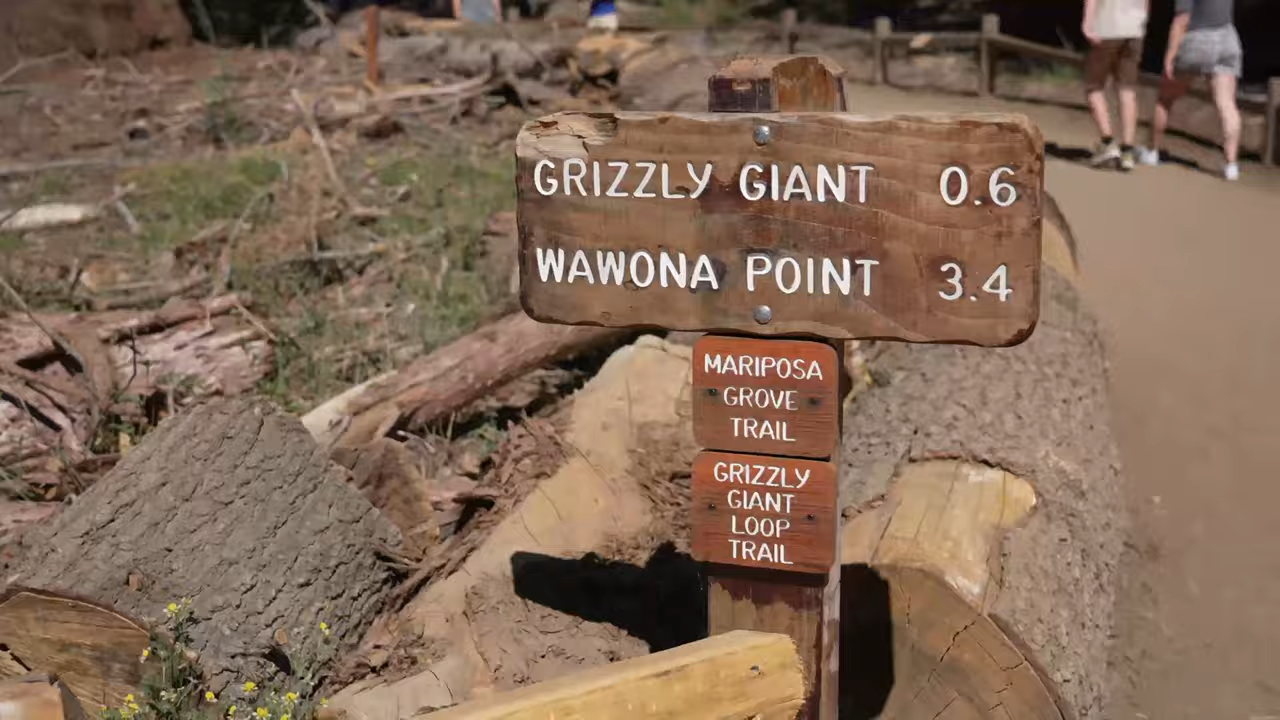 GRIZZLY GIANT 0.6
WAWONA POINT 3.4
MARIPOSA
GROVE
TRAIL
GRIZZLY
GIANT
LOOP
TRAIL